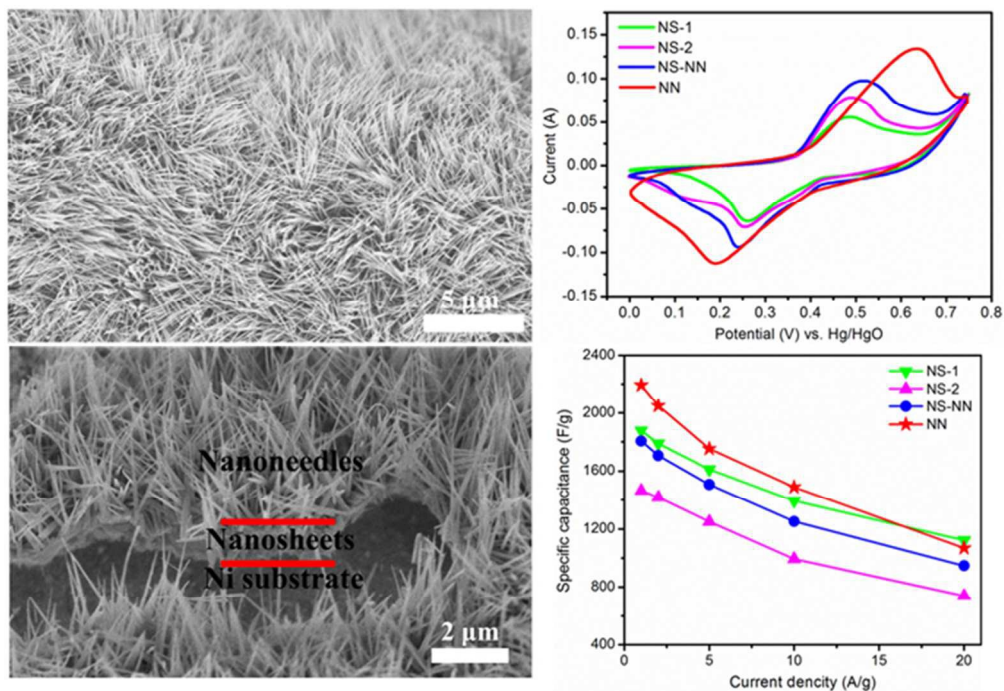 5 µm
NS-1
NS-2
NS-NN
NN
Current (A)
0.15
0.10
0.05
0.00
-0.05
-0.10
-0.15
0.0 0.1 0.2 0.3 0.4 0.5 0.6 0.7 0.8
Potential (V) vs. Hg/HgO
Nanoneedles
Nanosheets
Ni substrate
2 µm
NS-1
NS-2
NS-NN
NN
Specific capacitance (F/g)
2400
2000
1600
1200
800
400
0 5 10 15 20
Current dencity (A/g)